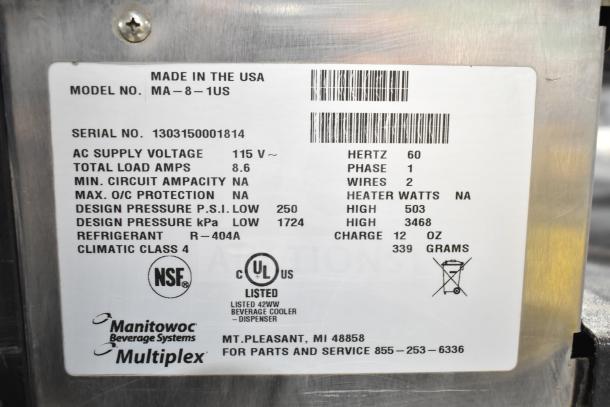 MADE IN THE USA
MODEL NO. MA-8-1US
SERIAL NO. 1303150001814
AC SUPPLY VOLTAGE 115 V~ HERTZ 60
TOTAL LOAD AMPS 8.6 PHASE 1
MIN. CIRCUIT AMPACITY NA WIRES 2
MAX. O/C PROTECTION NA HEATER WATTS NA
DESIGN PRESSURE P.S.I. LOW 250 HIGH 503
DESIGN PRESSURE kPa LOW 1724 HIGH 3468
REFRIGERANT R-404A CHARGE 12 OZ
CLIMATIC CLASS 4 339 GRAMS
NSF®
C UL US
LISTED
LISTED 42WW
BEVERAGE COOLER
-DISPENSER
Manitowoc
Beverage Systems
Multiplex®
MT.PLEASANT, MI 48858
FOR PARTS AND SERVICE 855-253-6336